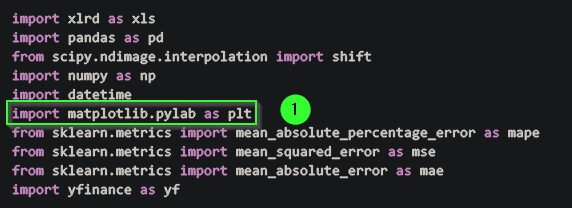 import xlrd as xls
import pandas as pd
from scipy.ndimage.interpolation import shift
import numpy as np
import datetime
import matplotlib.pylab as plt 1
from sklearn.metrics import mean_absolute_percentage_error as mape
from sklearn.metrics import mean_squared_error as mse
from sklearn.metrics import mean_absolute_error as mae
import yfinance as yf